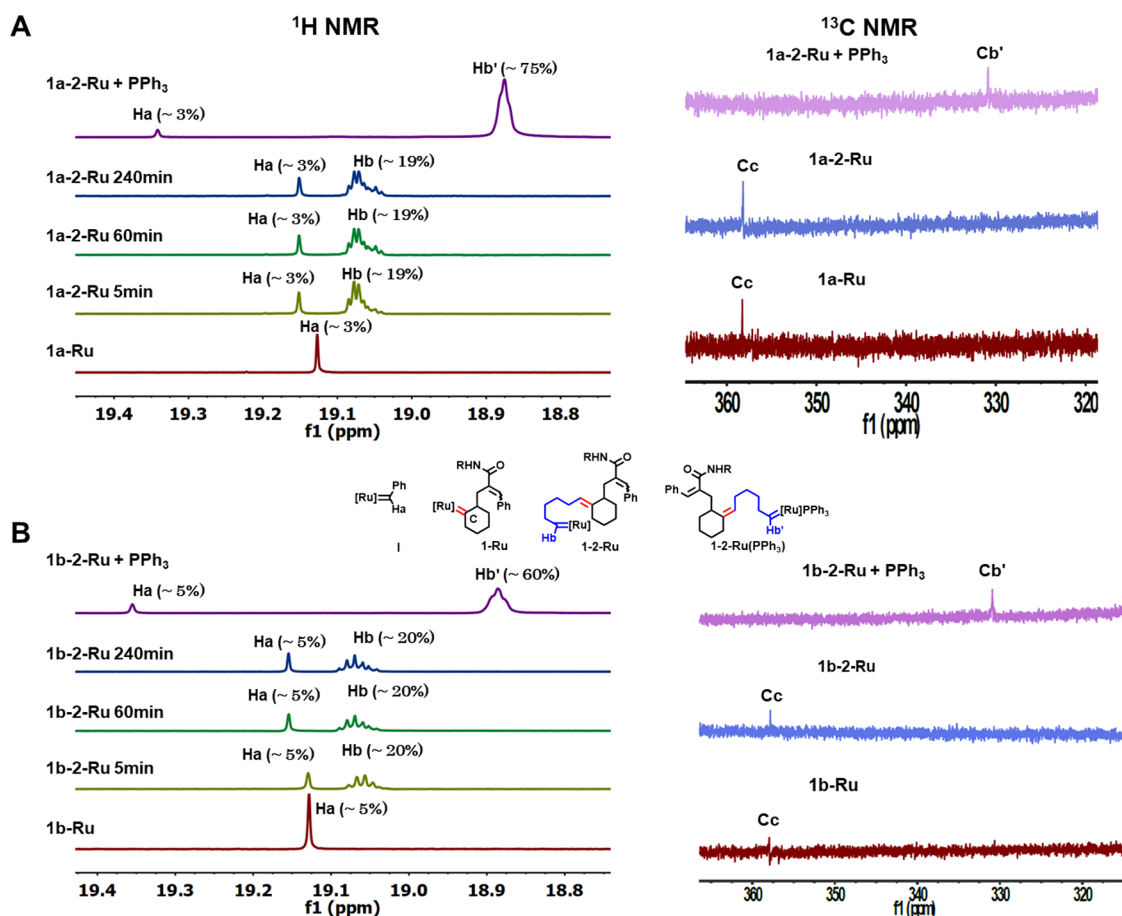 A
¹H NMR
¹³C NMR
1a-2-Ru + PPh₃
Ha (~ 3%)
Hb' (~ 75%)
1a-2-Ru 240min
Ha (~ 3%)
Hb (~ 19%)
1a-2-Ru 60min
Ha (~ 3%)
Hb (~ 19%)
1a-2-Ru 5min
Ha (~ 3%)
Hb (~ 19%)
1a-Ru
Ha (~ 3%)
19.4 19.3 19.2 19.1 19.0 18.9 18.8
f1 (ppm)
1a-2-Ru + PPh₃
Cb'
1a-2-Ru
Cc
1a-Ru
Cc
360 350 340 330 320
f1 (ppm)
[Ru]
Ph
Ha
I
RHN
O
Ph
[Ru]
C
1-Ru
RHN
O
Ph
[Ru]
Hb
1-2-Ru
O
NHR
Ph
[Ru]PPh₃
Hb'
1-2-Ru(PPh₃)
B
1b-2-Ru + PPh₃
Ha (~ 5%)
Hb' (~ 60%)
1b-2-Ru 240min
Ha (~ 5%)
Hb (~ 20%)
1b-2-Ru 60min
Ha (~ 5%)
Hb (~ 20%)
1b-2-Ru 5min
Ha (~ 5%)
Hb (~ 20%)
1b-Ru
Ha (~ 5%)
19.4 19.3 19.2 19.1 19.0 18.9 18.8
f1 (ppm)
1b-2-Ru + PPh₃
Cb'
1b-2-Ru
Cc
1b-Ru
Cc
360 350 340 330 320
f1 (ppm)